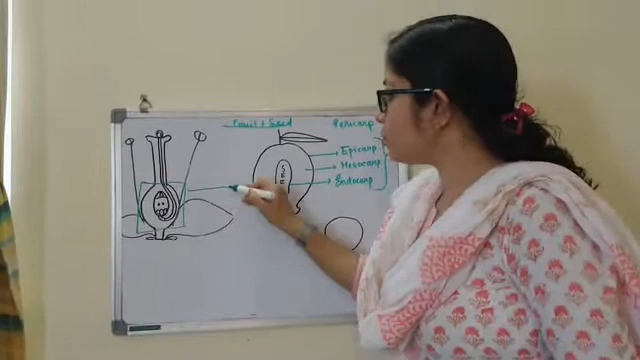 Fruit + Seed
Pericarp
Epicarp
Mesocarp
Endocarp